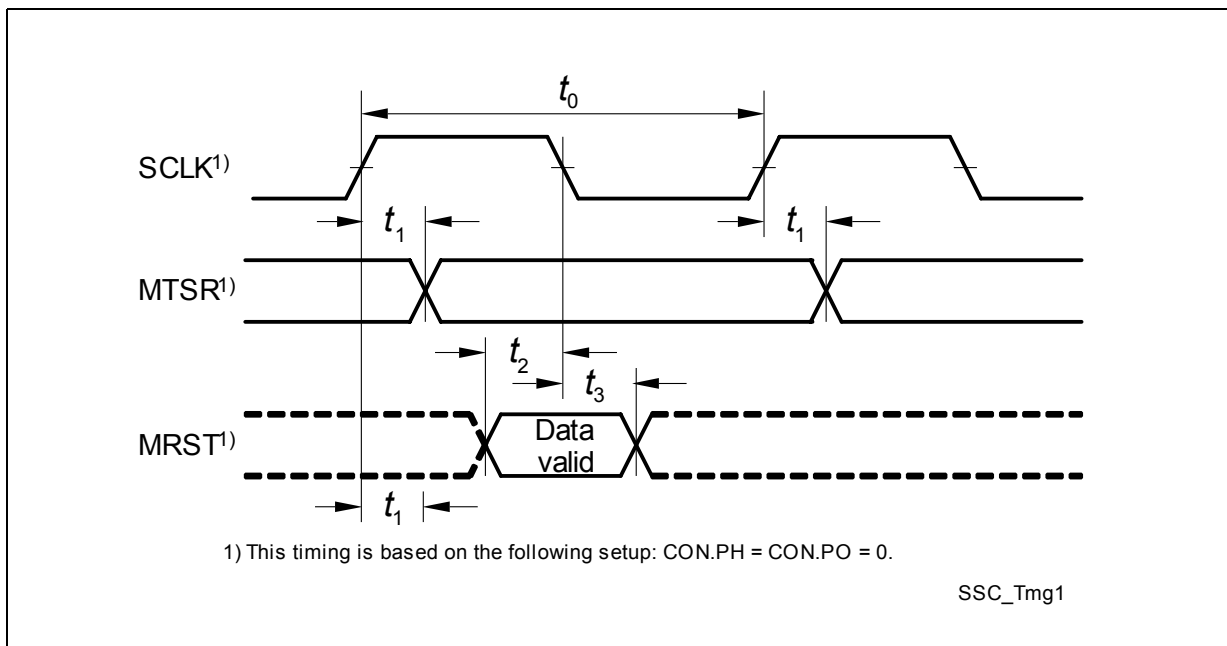 t₀
SCLK¹⁾
t₁ t₁
MTSR¹⁾
t₂
t₃
MRST¹⁾
Data
valid
t₁
1) This timing is based on the following setup: CON.PH = CON.PO = 0.
SSC_Tmg1